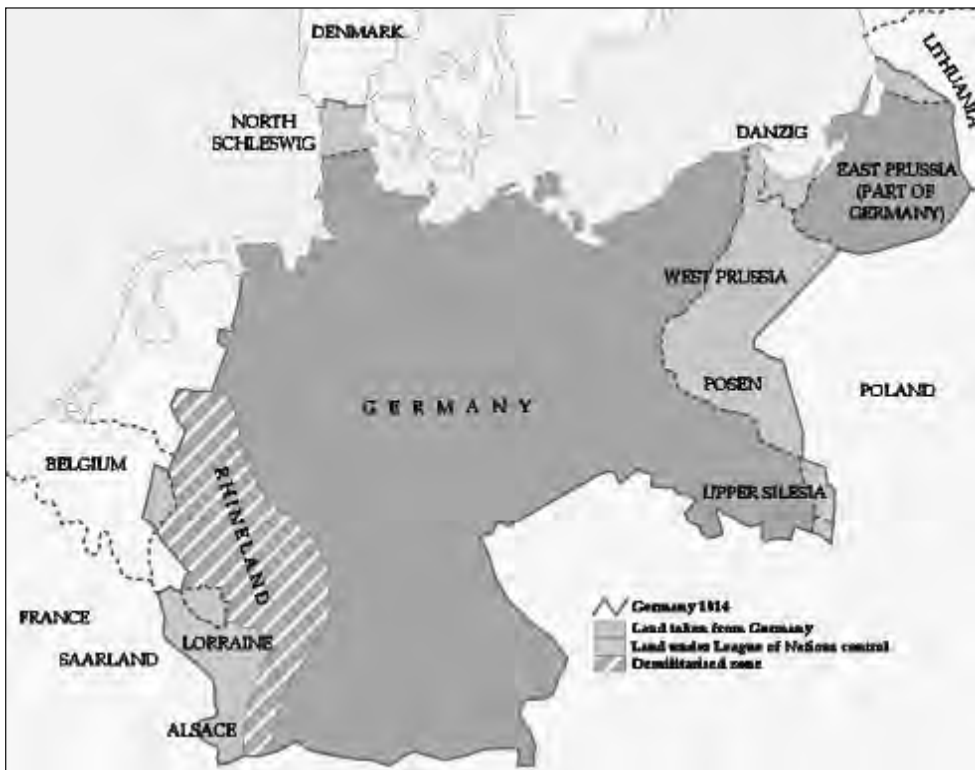 DENMARK
LITHUANIA
NORTH
SCHLESWIG
DANZIG
EAST PRUSSIA
(PART OF
GERMANY)
WEST PRUSSIA
GERMANY
POSEN
POLAND
BELGIUM
RHINELAND
UPPER SILESIA
FRANCE
LORRAINE
SAARLAND
ALSACE
Germany 1914
Land taken from Germany
Land under League of Nations control
Demilitarised zone